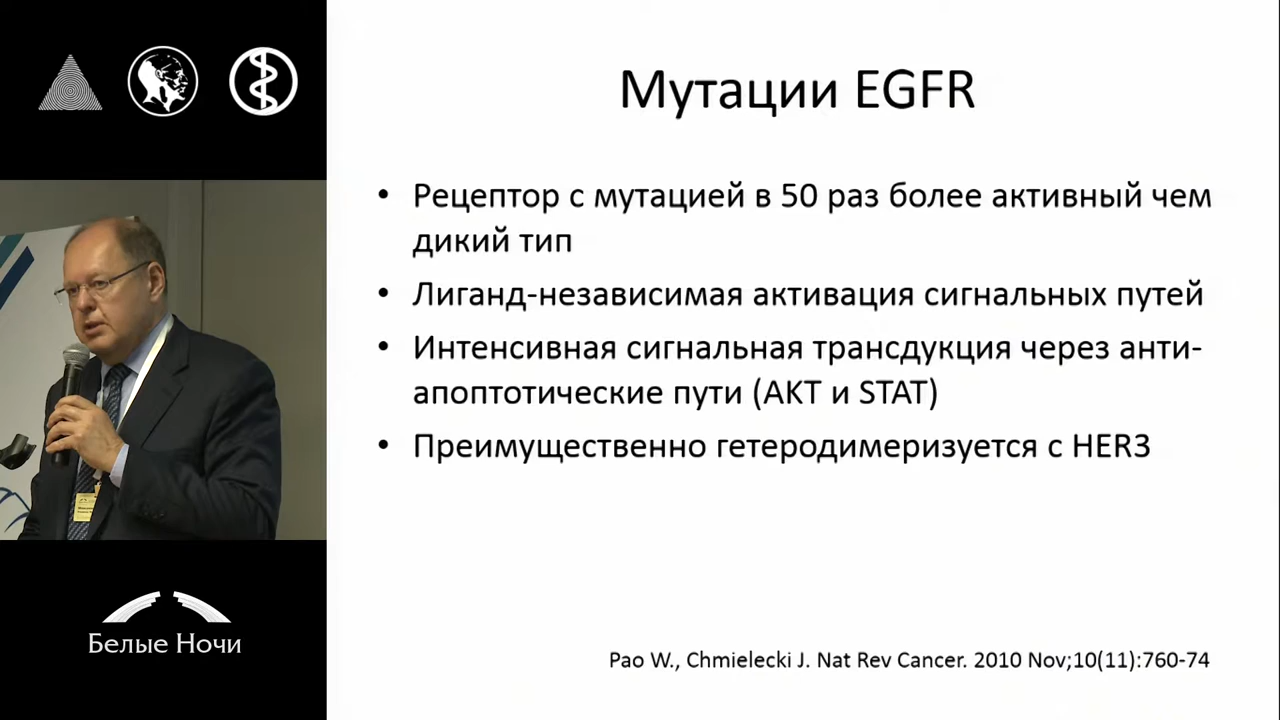 Мутации EGFR
• Рецептор с мутацией в 50 раз более активный чем
дикий тип
• Лиганд-независимая активация сигнальных путей
• Интенсивная сигнальная трансдукция через анти-
апоптотические пути (AKT и STAT)
• Преимущественно гетеродимеризуется с HER3
Pao W., Chmielecki J. Nat Rev Cancer. 2010 Nov;10(11):760-74
Белые Ночи